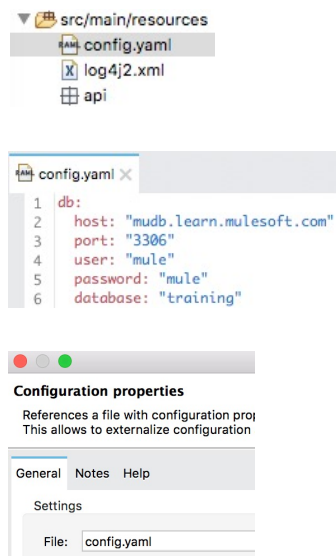 src/main/resources
RAML config.yaml
X log4j2.xml
api
RAML config.yaml
1 db:
2 host: "mudb.learn.mulesoft.com"
3 port: "3306"
4 user: "mule"
5 password: "mule"
6 database: "training"
Configuration properties
References a file with configuration prop
This allows to externalize configuration
General Notes Help
Settings
File: config.yaml